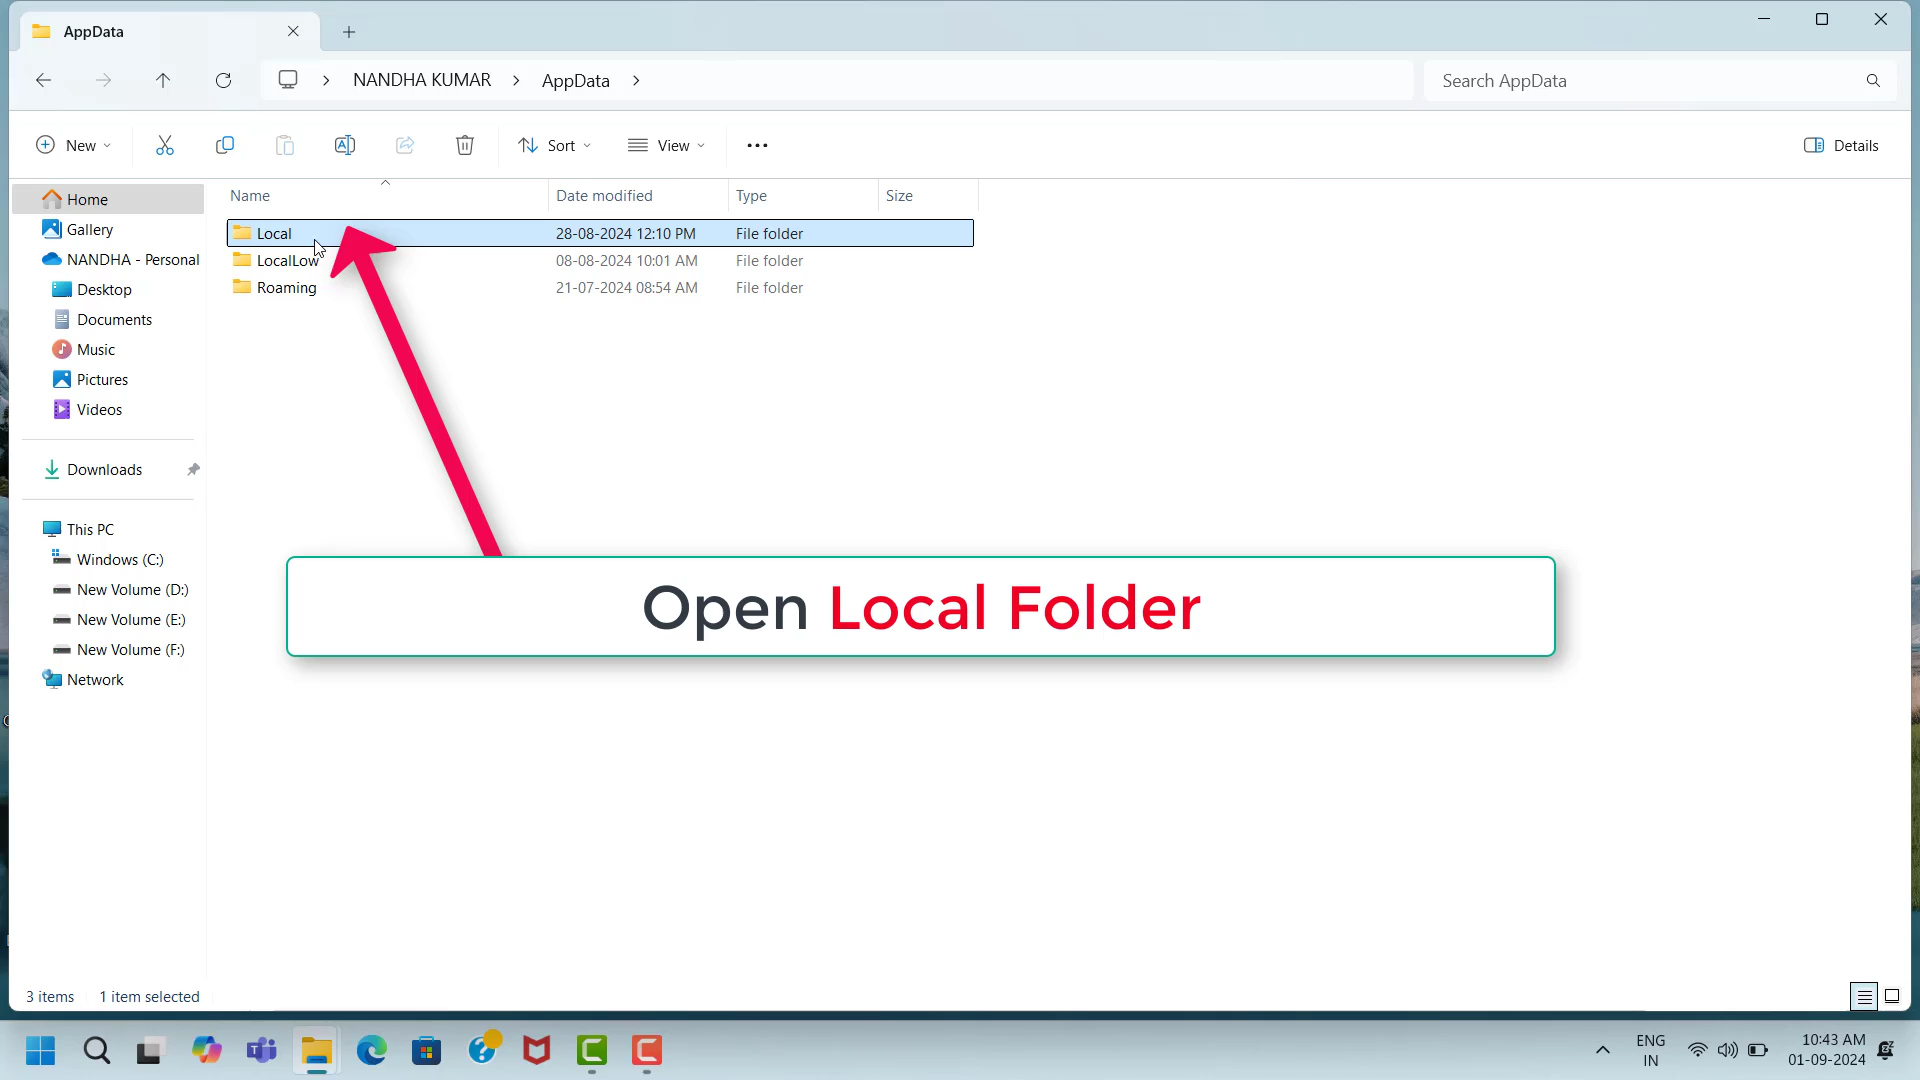 AppData
NANDHA KUMAR
AppData
Search AppData
New
Sort
View
Details
Name
Date modified
Type
Size
Home
Gallery
NANDHA - Personal
Desktop
Documents
Music
Pictures
Videos
Downloads
This PC
Windows (C:)
New Volume (D:)
New Volume (E:)
New Volume (F:)
Network
Local 28-08-2024 12:10 PM File folder
LocalLow 08-08-2024 10:01 AM File folder
Roaming 21-07-2024 08:54 AM File folder
Open Local Folder
3 items 1 item selected
ENG
IN
10:43 AM
01-09-2024